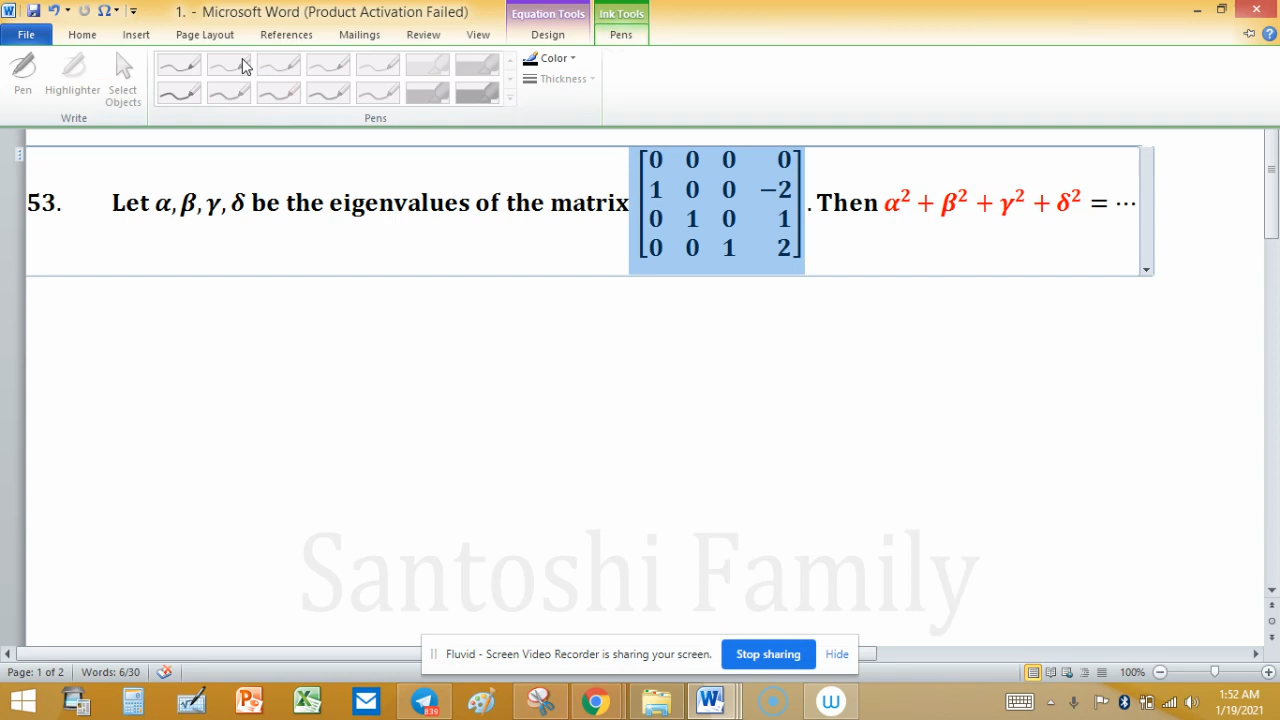 1. - Microsoft Word (Product Activation Failed)
Equation Tools
Ink Tools
File Home Insert Page Layout References Mailings Review View Design Pens
Pen Highlighter Select Objects
Color
Thickness
Write
Pens
53. Let α, β, γ, δ be the eigenvalues of the matrix [0 0 0 0
1 0 0 −2
0 1 0 1
0 0 1 2]. Then α² + β² + γ² + δ² = ⋯
Santoshi Family
Fluvid - Screen Video Recorder is sharing your screen. Stop sharing Hide
Page: 1 of 2 Words: 6/30 100%
1:52 AM
1/19/2021